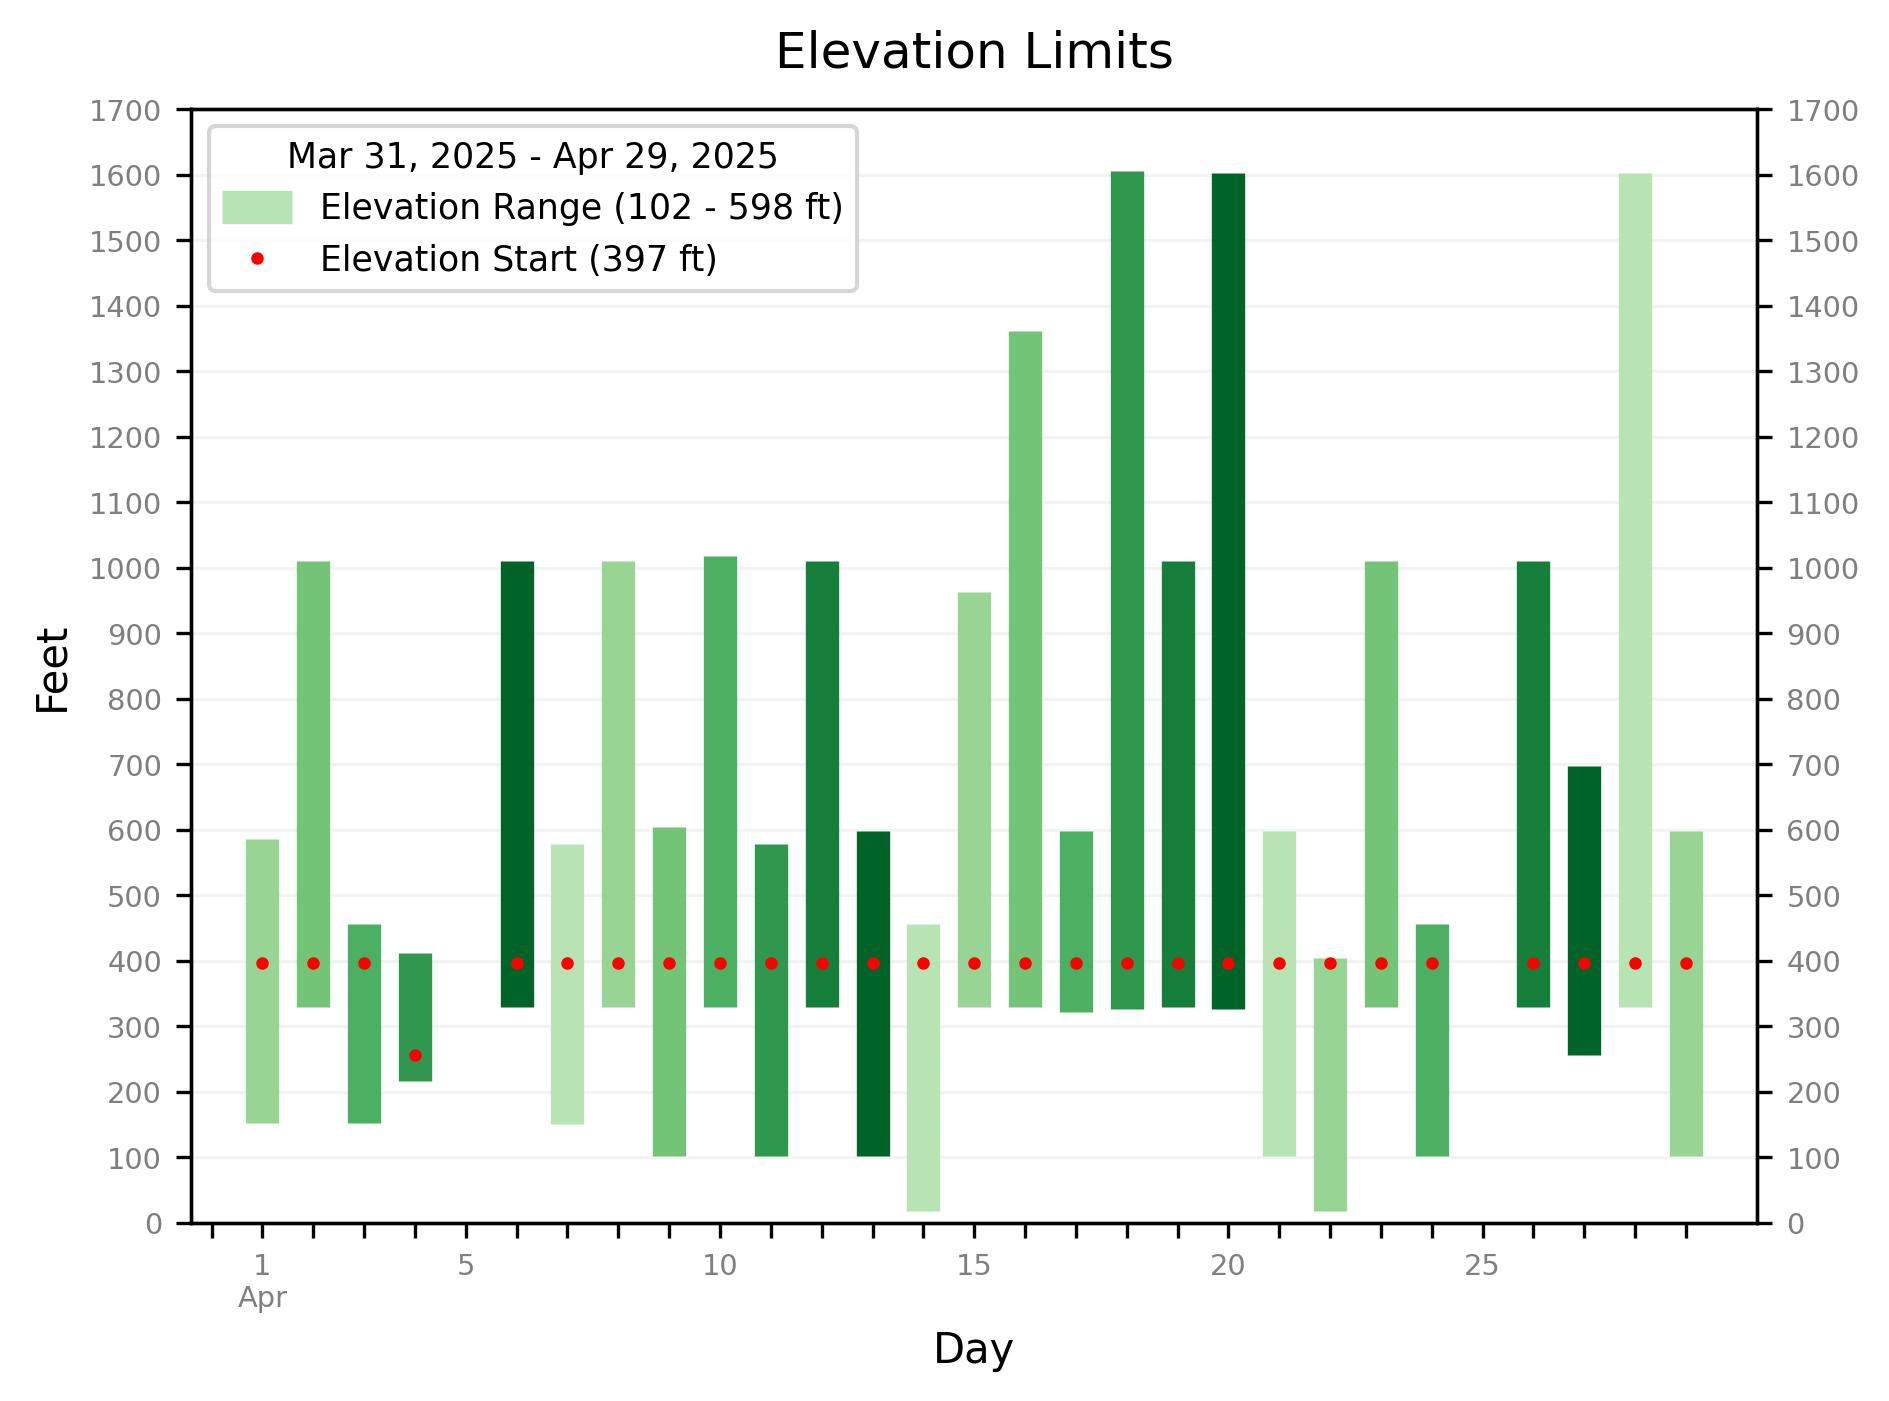 Elevation Limits
Mar 31, 2025 - Apr 29, 2025
Elevation Range (102 - 598 ft)
Elevation Start (397 ft)
1700 1700
1600 1600
1500 1500
1400 1400
1300 1300
1200 1200
1100 1100
1000 1000
900 900
800 800
700 700
600 600
500 500
400 400
300 300
200 200
100 100
0 0
Feet
1 5 10 15 20 25
Apr
Day